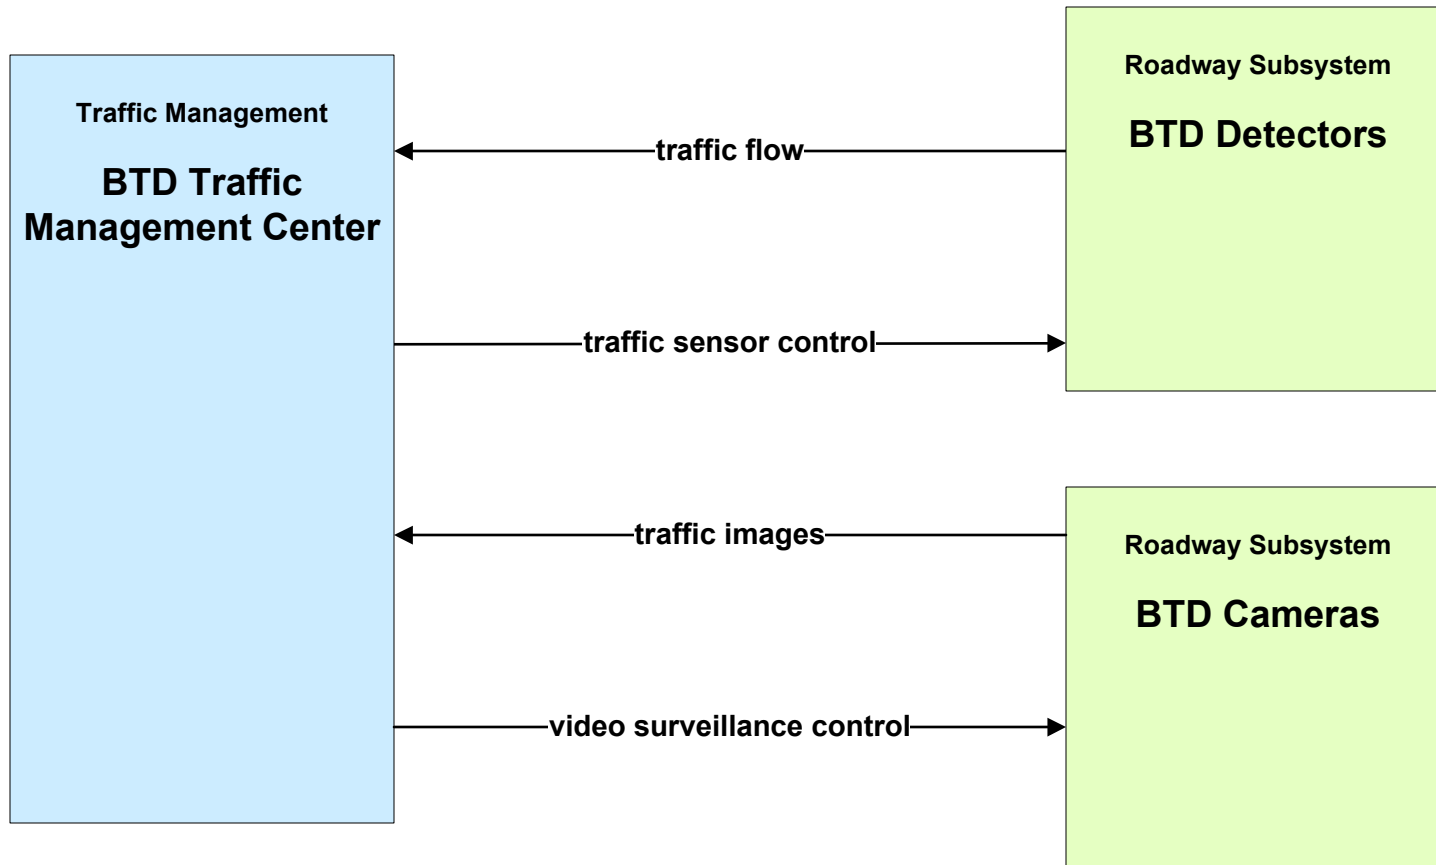 Traffic Management
BTD Traffic
Management Center
traffic flow
traffic sensor control
traffic images
video surveillance control
Roadway Subsystem
BTD Detectors
Roadway Subsystem
BTD Cameras